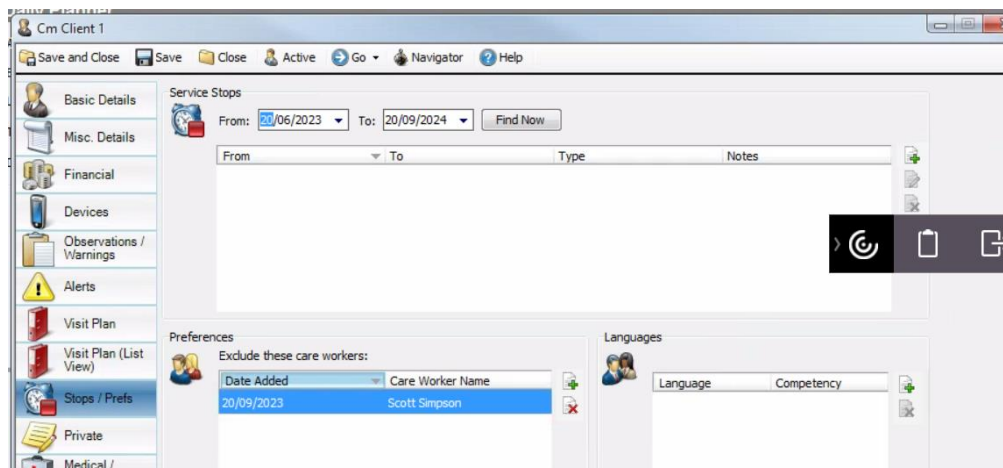 Daily Planner
Cm Client 1
Save and Close Save Close Active Go Navigator Help
Basic Details
Misc. Details
Financial
Devices
Observations /
Warnings
Alerts
Visit Plan
Visit Plan (List
View)
Stops / Prefs
Private
Medical /
Service Stops
From: 20/06/2023 To: 20/09/2024 Find Now
From To Type Notes
Preferences
Exclude these care workers:
Date Added Care Worker Name
20/09/2023 Scott Simpson
Languages
Language Competency